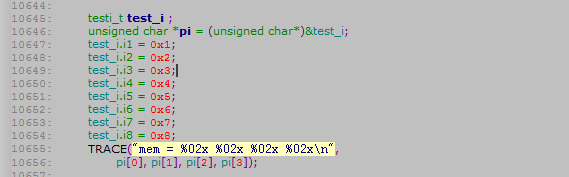 10644:
10645: testi_t test_i ;
10646: unsigned char *pi = (unsigned char*)&test_i;
10647: test_i.i1 = 0x1;
10648: test_i.i2 = 0x2;
10649: test_i.i3 = 0x3;
10650: test_i.i4 = 0x4;
10651: test_i.i5 = 0x5;
10652: test_i.i6 = 0x6;
10653: test_i.i7 = 0x7;
10654: test_i.i8 = 0x8;
10655: TRACE("mem = %02x %02x %02x %02x\n",
10656: pi[0], pi[1], pi[2], pi[3]);
10657: